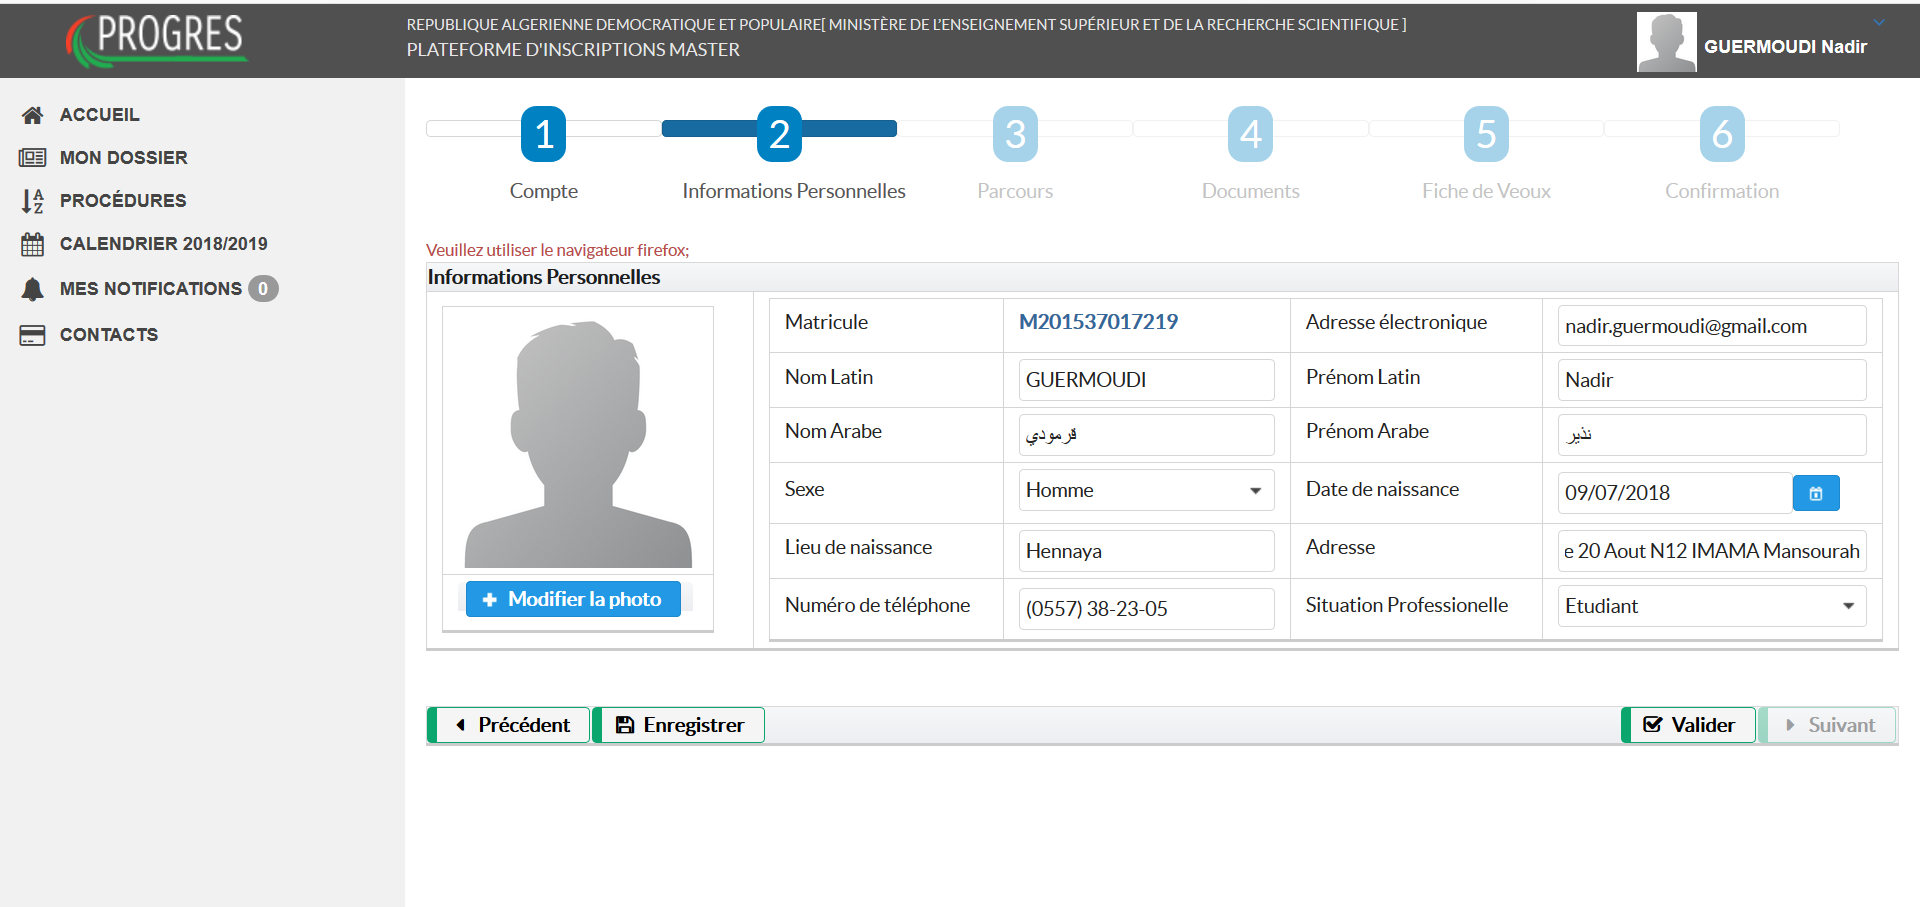 PROGRES
REPUBLIQUE ALGERIENNE DEMOCRATIQUE ET POPULAIRE[ MINISTÈRE DE L'ENSEIGNEMENT SUPÉRIEUR ET DE LA RECHERCHE SCIENTIFIQUE ]
PLATEFORME D'INSCRIPTIONS MASTER
GUERMOUDI Nadir
ACCUEIL
MON DOSSIER
PROCÉDURES
CALENDRIER 2018/2019
MES NOTIFICATIONS 0
CONTACTS
1 2 3 4 5 6
Compte Informations Personnelles Parcours Documents Fiche de Veoux Confirmation
Veuillez utiliser le navigateur firefox;
Informations Personnelles
Modifier la photo
Matricule M201537017219 Adresse électronique nadir.guermoudi@gmail.com
Nom Latin GUERMOUDI Prénom Latin Nadir
Nom Arabe قرمودي Prénom Arabe نذير
Sexe Homme Date de naissance 09/07/2018
Lieu de naissance Hennaya Adresse e 20 Aout N12 IMAMA Mansourah
Numéro de téléphone (0557) 38-23-05 Situation Professionelle Etudiant
Précédent Enregistrer Valider Suivant